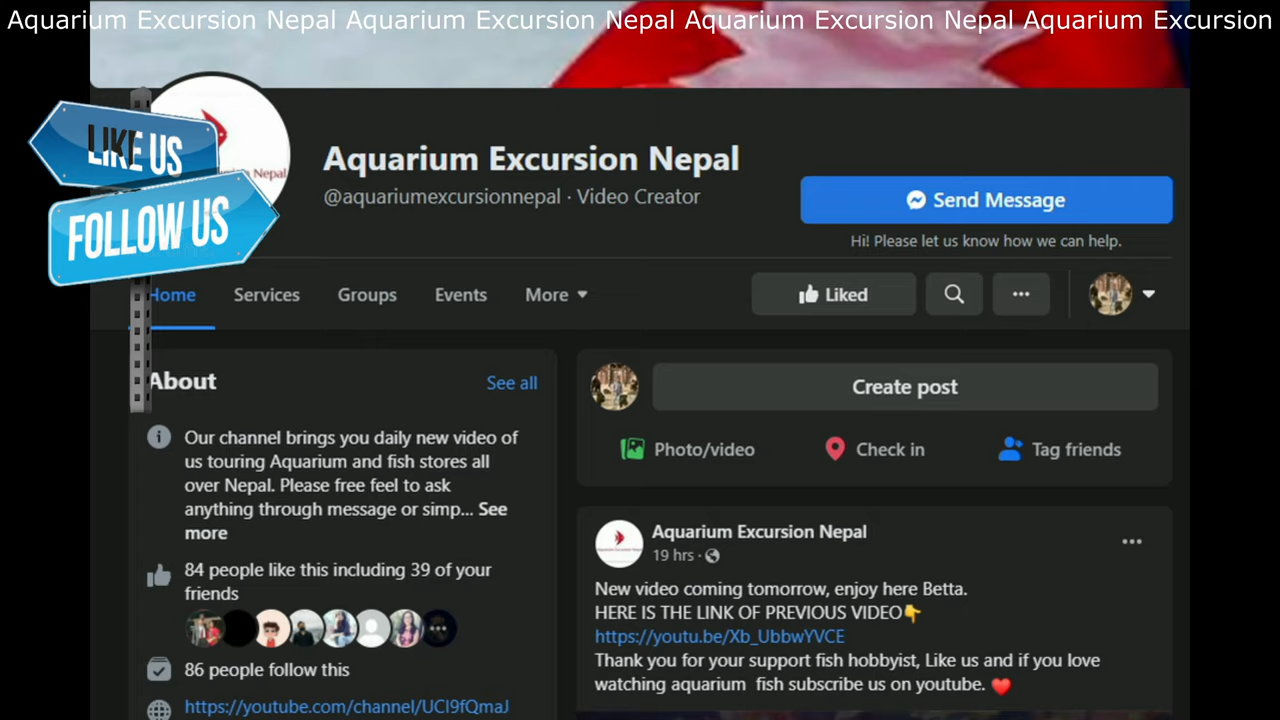 Aquarium Excursion Nepal Aquarium Excursion Nepal Aquarium Excursion Nepal Aquarium Excursion
LIKE US
FOLLOW US
Nepal
Aquarium Excursion Nepal
@aquariumexcursionnepal · Video Creator
Send Message
Hi! Please let us know how we can help.
Home Services Groups Events More
Liked
About See all
Our channel brings you daily new video of
us touring Aquarium and fish stores all
over Nepal. Please free feel to ask
anything through message or simp... See
more
84 people like this including 39 of your
friends
86 people follow this
https://youtube.com/channel/UCI9fQmaJ
Create post
Photo/video Check in Tag friends
Aquarium Excursion Nepal
19 hrs ·
New video coming tomorrow, enjoy here Betta.
HERE IS THE LINK OF PREVIOUS VIDEO👇
https://youtu.be/Xb_UbbwYVCE
Thank you for your support fish hobbyist, Like us and if you love
watching aquarium fish subscribe us on youtube. ❤️